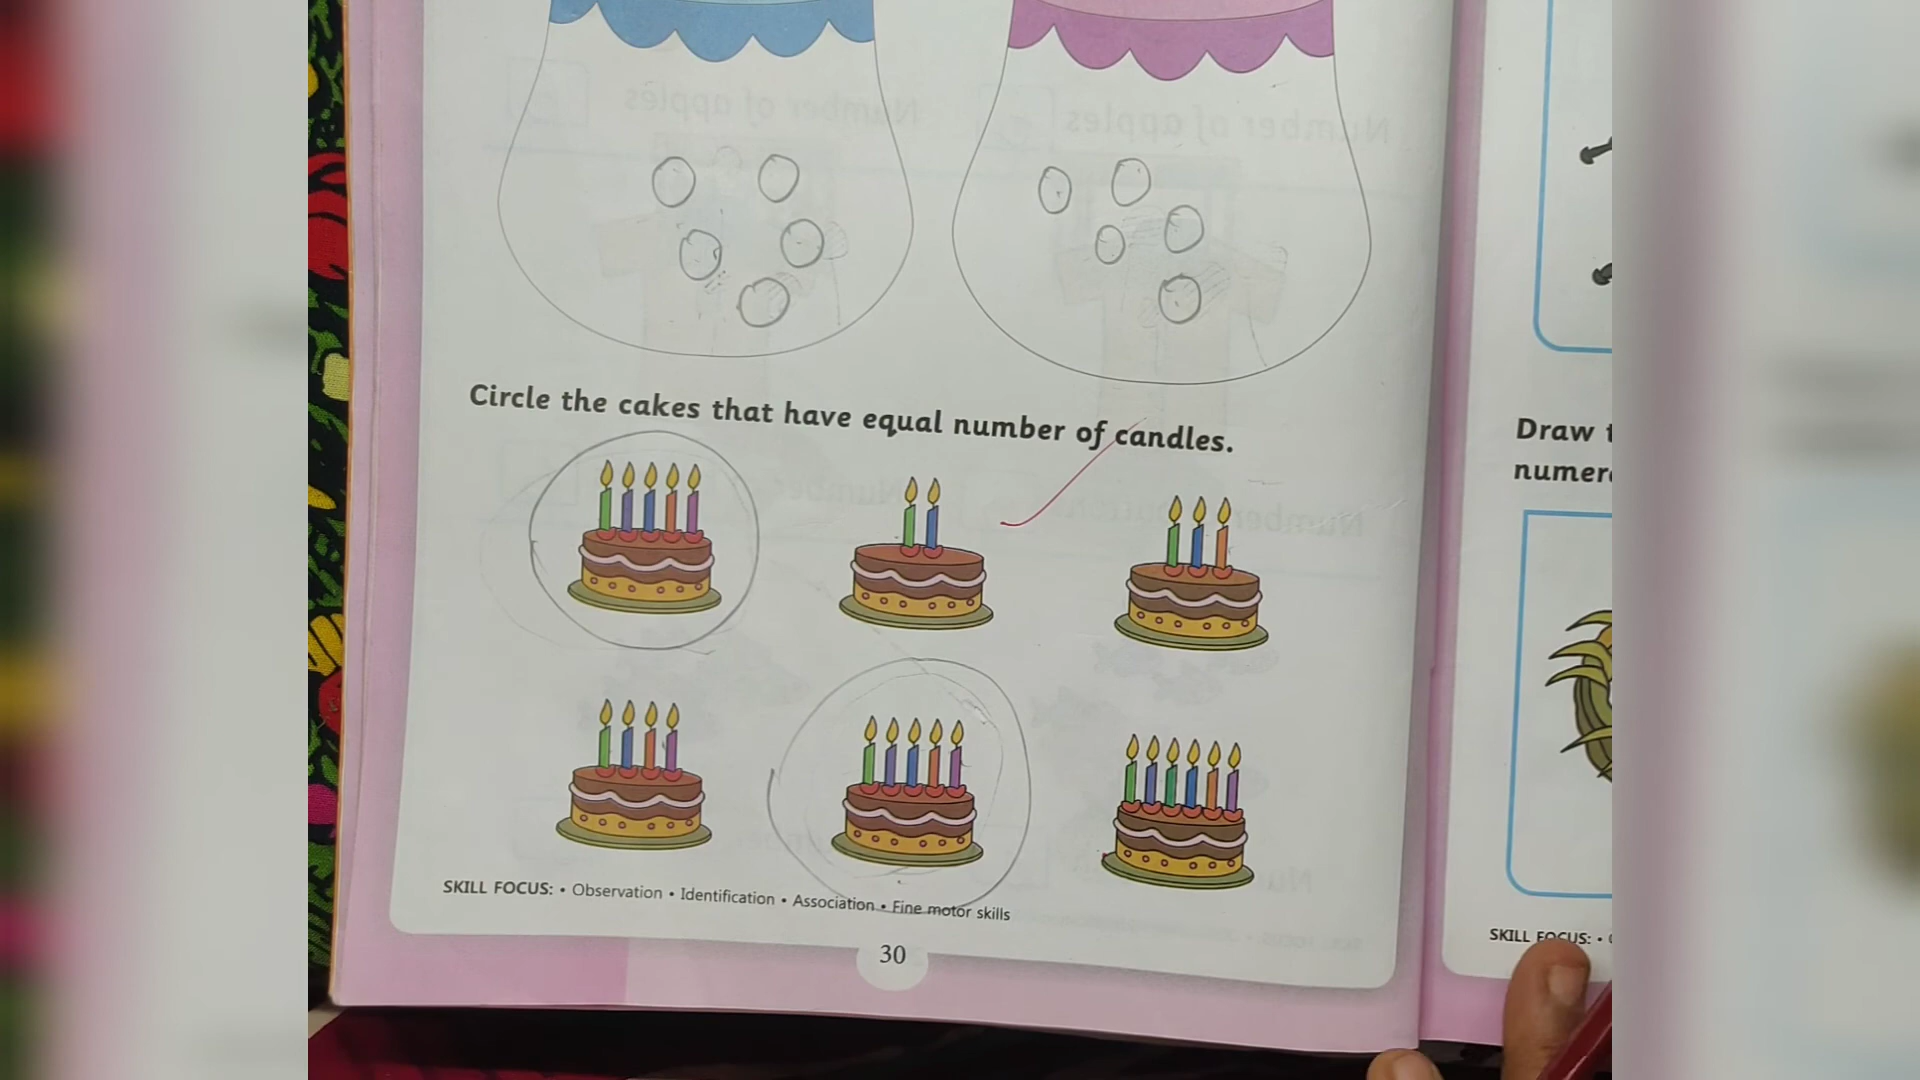 Circle the cakes that have equal number of candles.
SKILL FOCUS: • Observation • Identification • Association • Fine motor skills
30
Draw
SKILL FOCUS: •